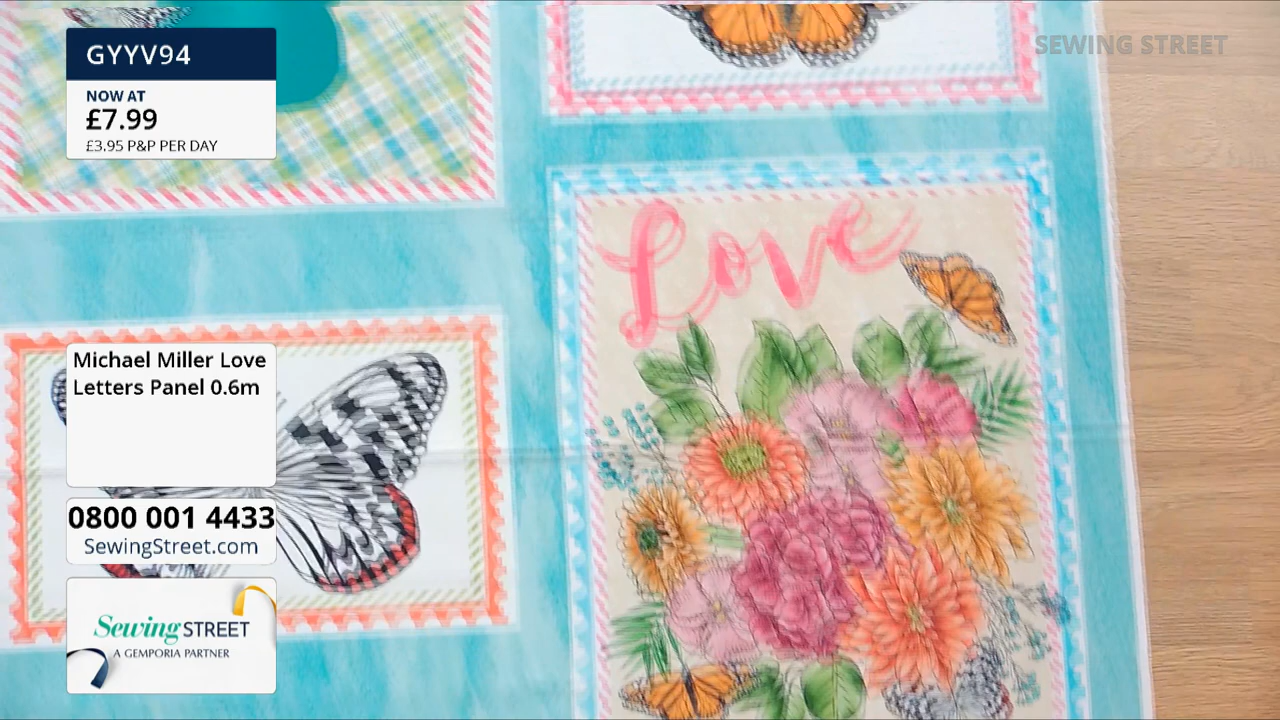 GYYV94
NOW AT
£7.99
£3.95 P&P PER DAY
SEWING STREET
Love
Michael Miller Love
Letters Panel 0.6m
0800 001 4433
SewingStreet.com
Sewing STREET
A GEMPORIA PARTNER